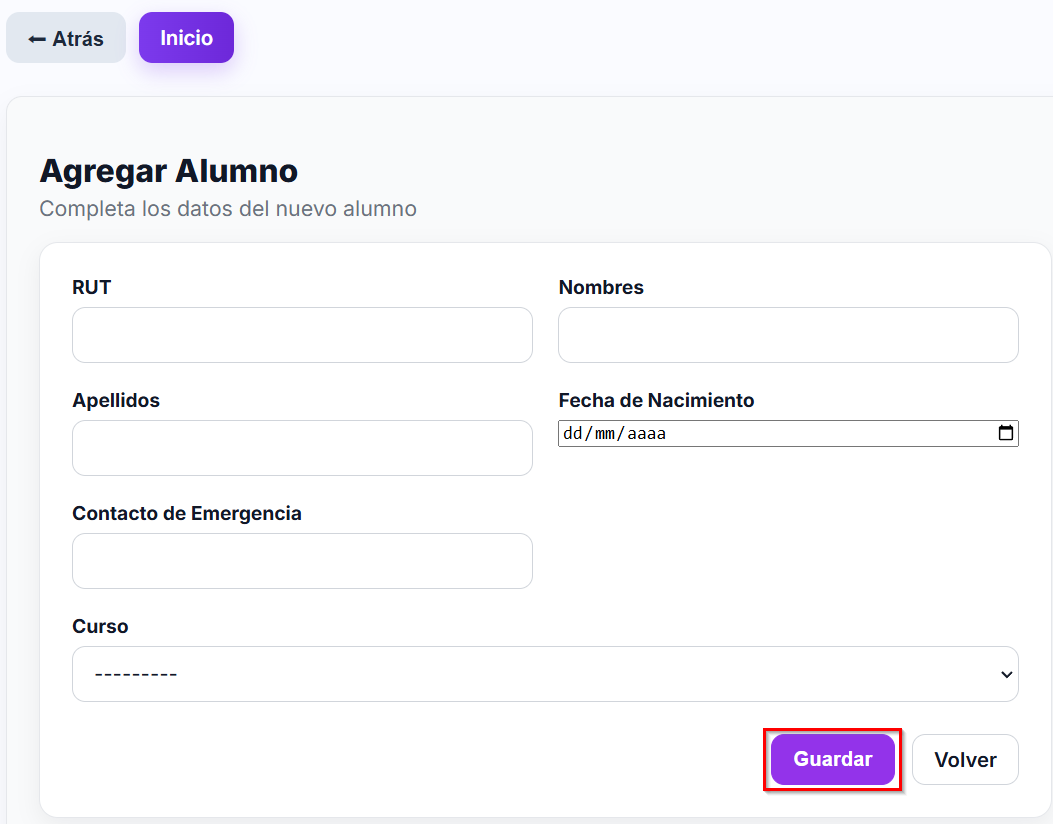 ← Atrás Inicio
Agregar Alumno
Completa los datos del nuevo alumno
RUT Nombres
Apellidos Fecha de Nacimiento
dd/mm/aaaa
Contacto de Emergencia
Curso
---------
Guardar Volver